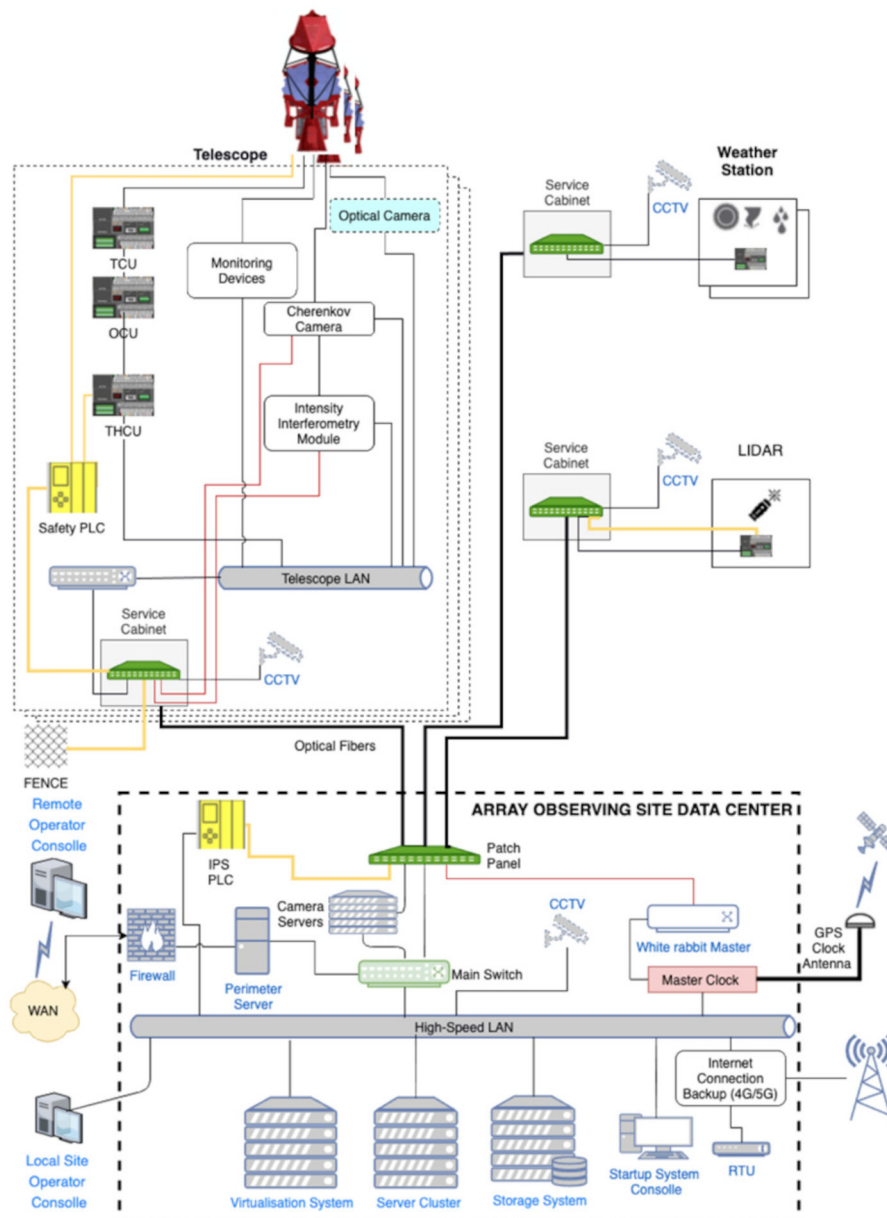 Telescope
Optical Camera
TCU
Monitoring
Devices
OCU
Cherenkov
Camera
THCU
Intensity
Interferometry
Module
Safety PLC
Telescope LAN
Service
Cabinet
CCTV
Weather
Station
Service
Cabinet
CCTV
LIDAR
Service
Cabinet
CCTV
Optical Fibers
FENCE
Remote
Operator
Consolle
ARRAY OBSERVING SITE DATA CENTER
IPS
PLC
Patch
Panel
Camera
Servers
CCTV
White rabbit Master
GPS
Clock
Antenna
Firewall
Perimeter
Server
Main Switch
Master Clock
WAN
High-Speed LAN
Internet
Connection
Backup (4G/5G)
Local Site
Operator
Consolle
Virtualisation System
Server Cluster
Storage System
Startup System
Consolle
RTU